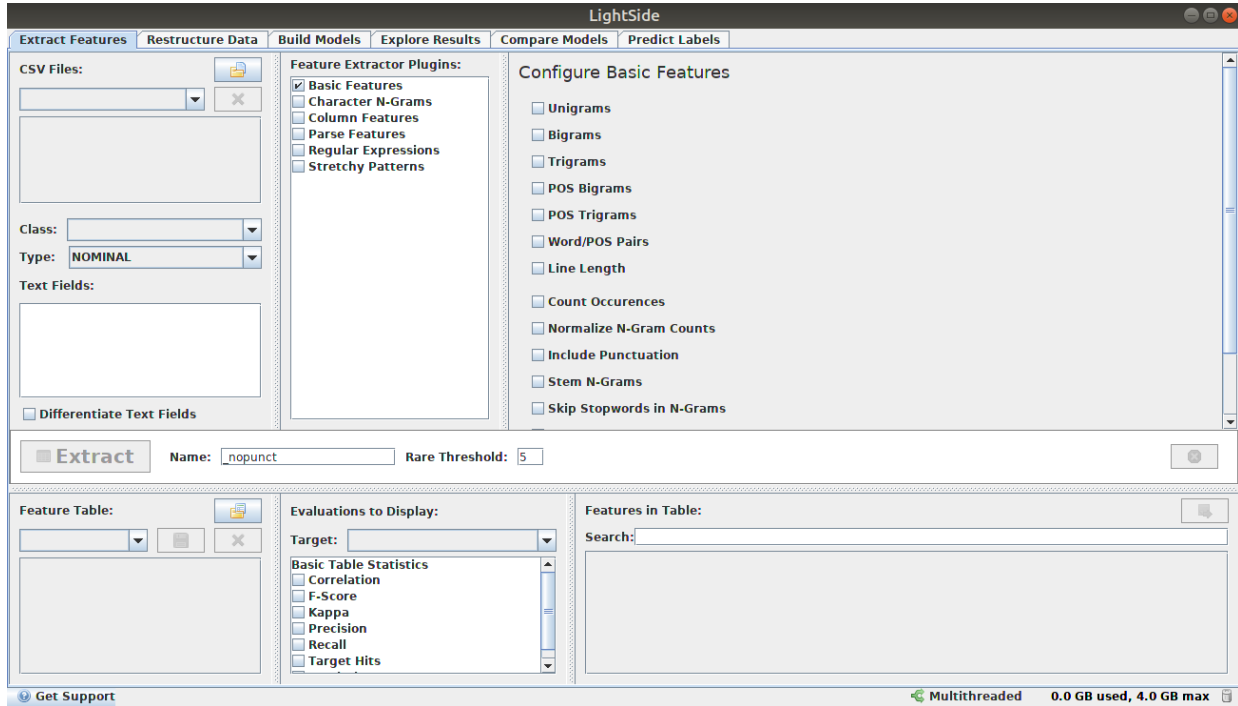 LightSide
Extract Features Restructure Data Build Models Explore Results Compare Models Predict Labels
CSV Files:
Class:
Type: NOMINAL
Text Fields:
Differentiate Text Fields
Feature Extractor Plugins:
Basic Features
Character N-Grams
Column Features
Parse Features
Regular Expressions
Stretchy Patterns
Configure Basic Features
Unigrams
Bigrams
Trigrams
POS Bigrams
POS Trigrams
Word/POS Pairs
Line Length
Count Occurences
Normalize N-Gram Counts
Include Punctuation
Stem N-Grams
Skip Stopwords in N-Grams
Extract Name: _nopunct Rare Threshold: 5
Feature Table:
Evaluations to Display:
Target:
Basic Table Statistics
Correlation
F-Score
Kappa
Precision
Recall
Target Hits
Features in Table:
Search:
Get Support Multithreaded 0.0 GB used, 4.0 GB max